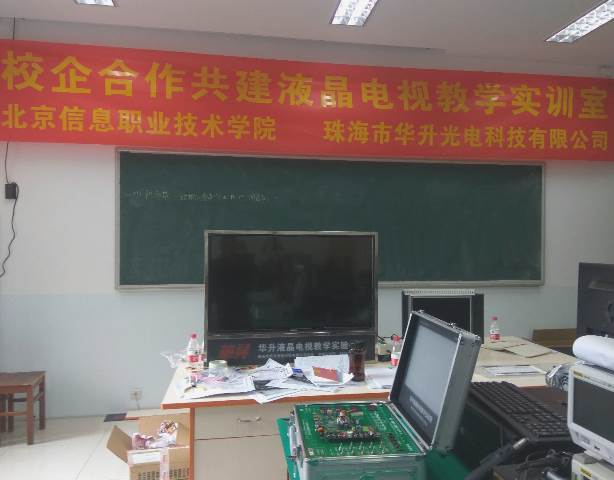 校企合作共建液晶电视教学实训室
北京信息职业技术学院 珠海市华升光电科技有限公司
华升液晶电视教学实验